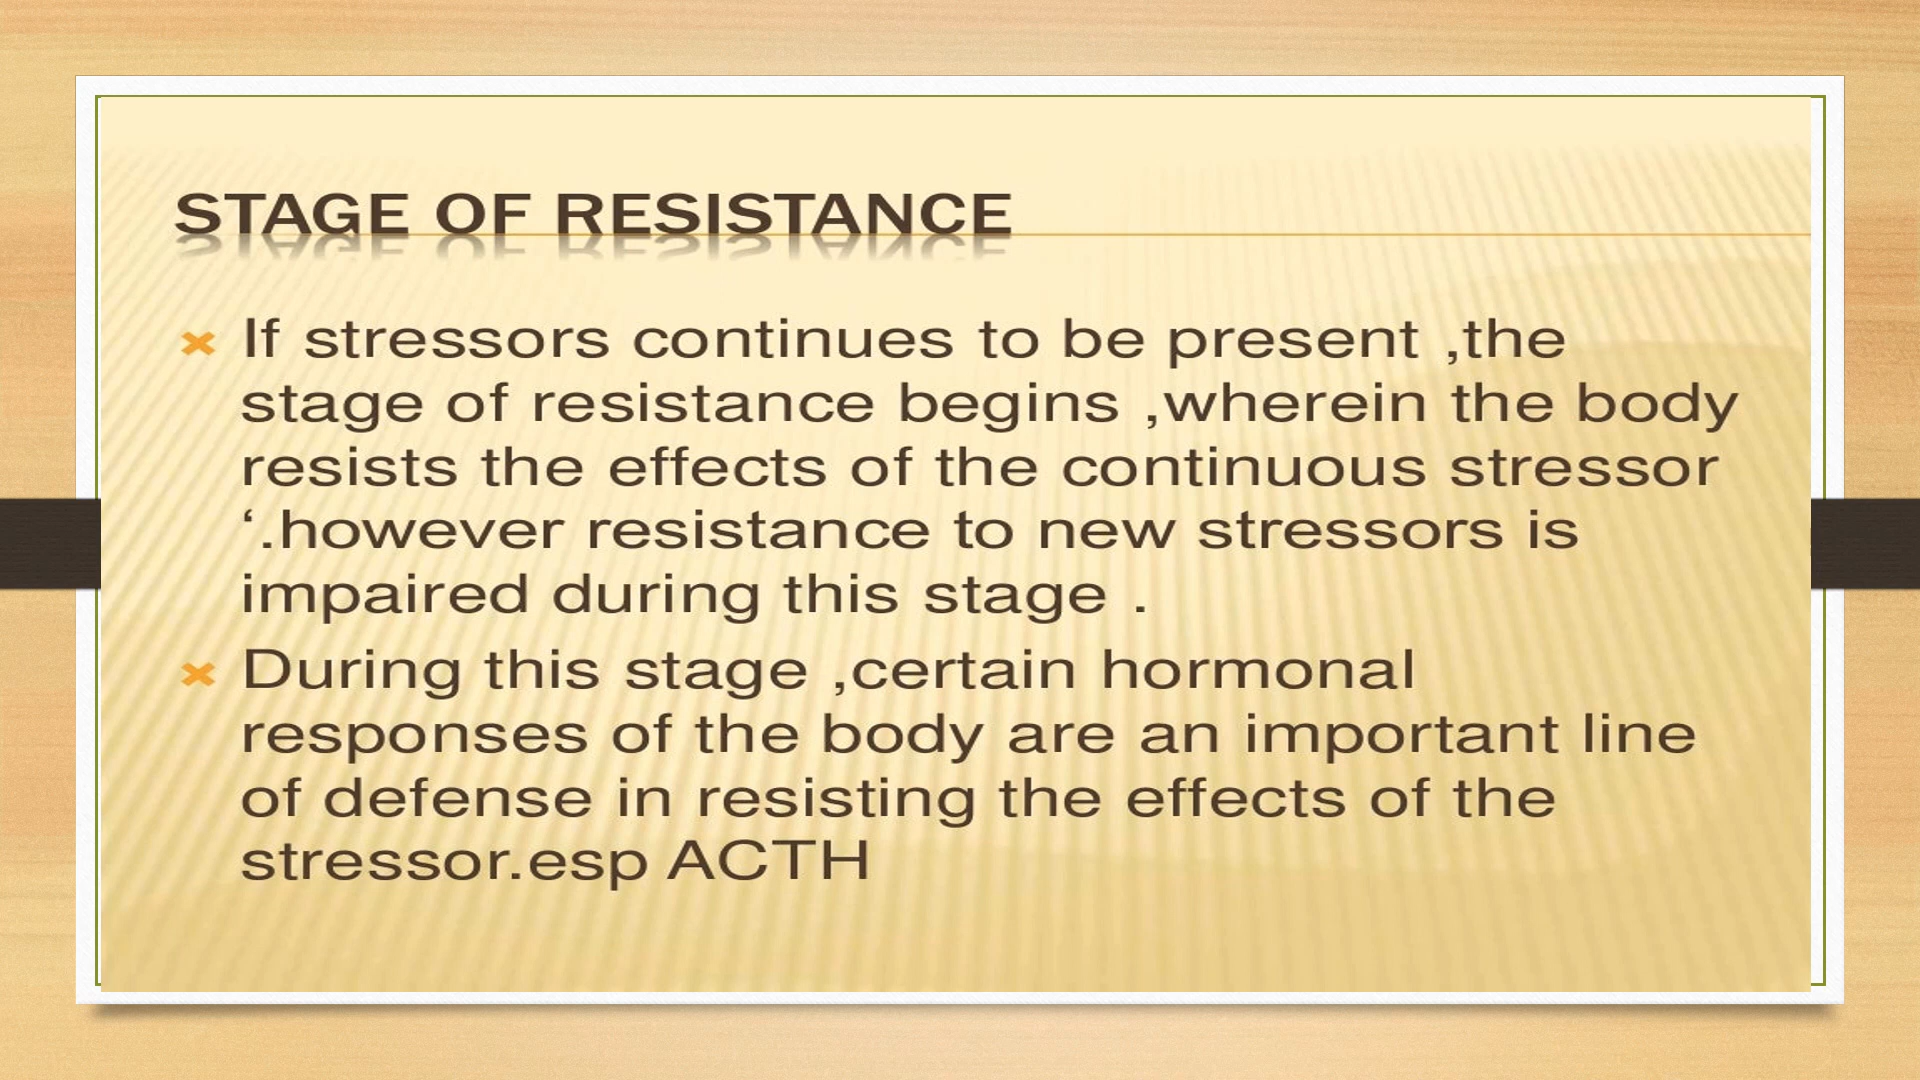 STAGE OF RESISTANCE
If stressors continues to be present ,the
stage of resistance begins ,wherein the body
resists the effects of the continuous stressor
‘.however resistance to new stressors is
impaired during this stage .
During this stage ,certain hormonal
responses of the body are an important line
of defense in resisting the effects of the
stressor.esp ACTH